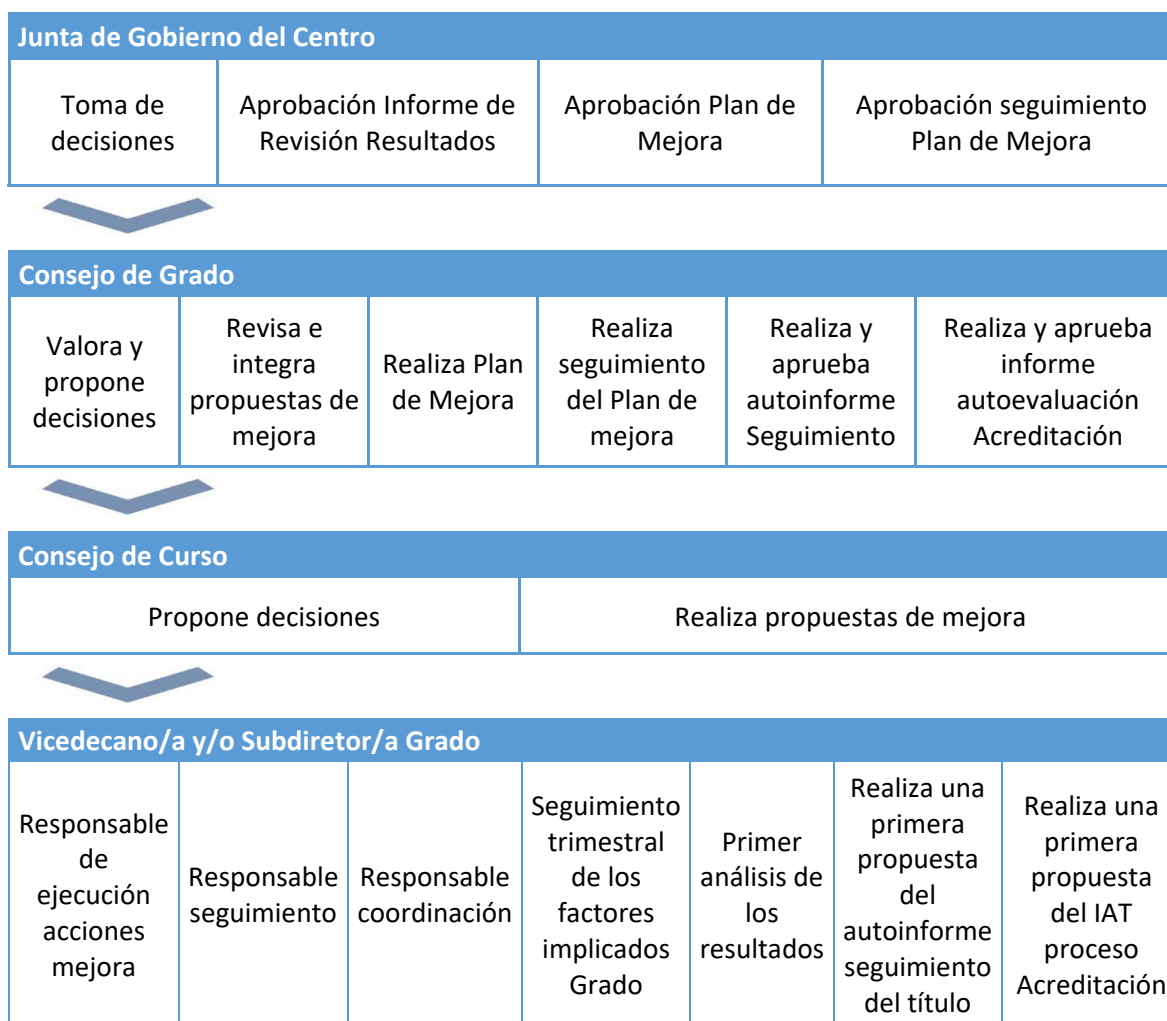 Junta de Gobierno del Centro
Toma de
decisiones
Aprobación Informe de
Revisión Resultados
Aprobación Plan de
Mejora
Aprobación seguimiento
Plan de Mejora
Consejo de Grado
Valora y
propone
decisiones
Revisa e
integra
propuestas de
mejora
Realiza Plan
de Mejora
Realiza
seguimiento
del Plan de
mejora
Realiza y
aprueba
autoinforme
Seguimiento
Realiza y aprueba
informe
autoevaluación
Acreditación
Consejo de Curso
Propone decisiones
Realiza propuestas de mejora
Vicedecano/a y/o Subdiretor/a Grado
Responsable
de
ejecución
acciones
mejora
Responsable
seguimiento
Responsable
coordinación
Seguimiento
trimestral
de los
factores
implicados
Grado
Primer
análisis de
los
resultados
Realiza una
primera
propuesta
del
autoinforme
seguimiento
del título
Realiza una
primera
propuesta
del IAT
proceso
Acreditación